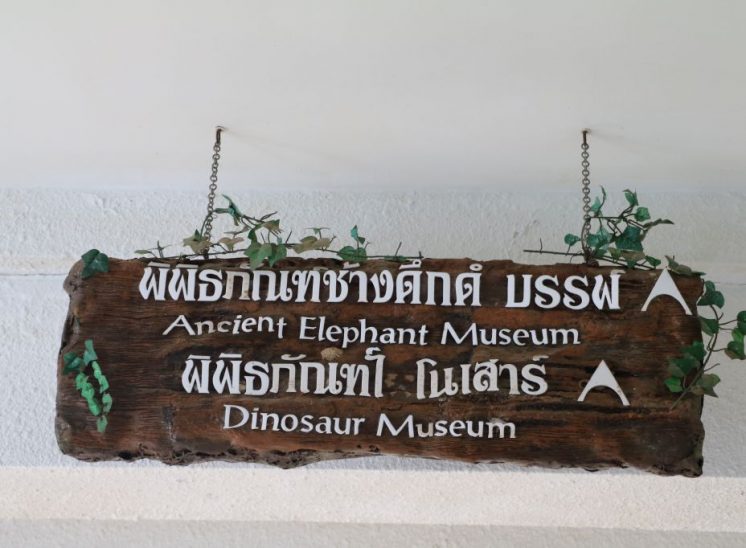 พิพิธภัณฑช้างดึกดํ บรรพ์
Ancient Elephant Museum
พิพิธภัณฑ์ไ โนเสาร์
Dinosaur Museum